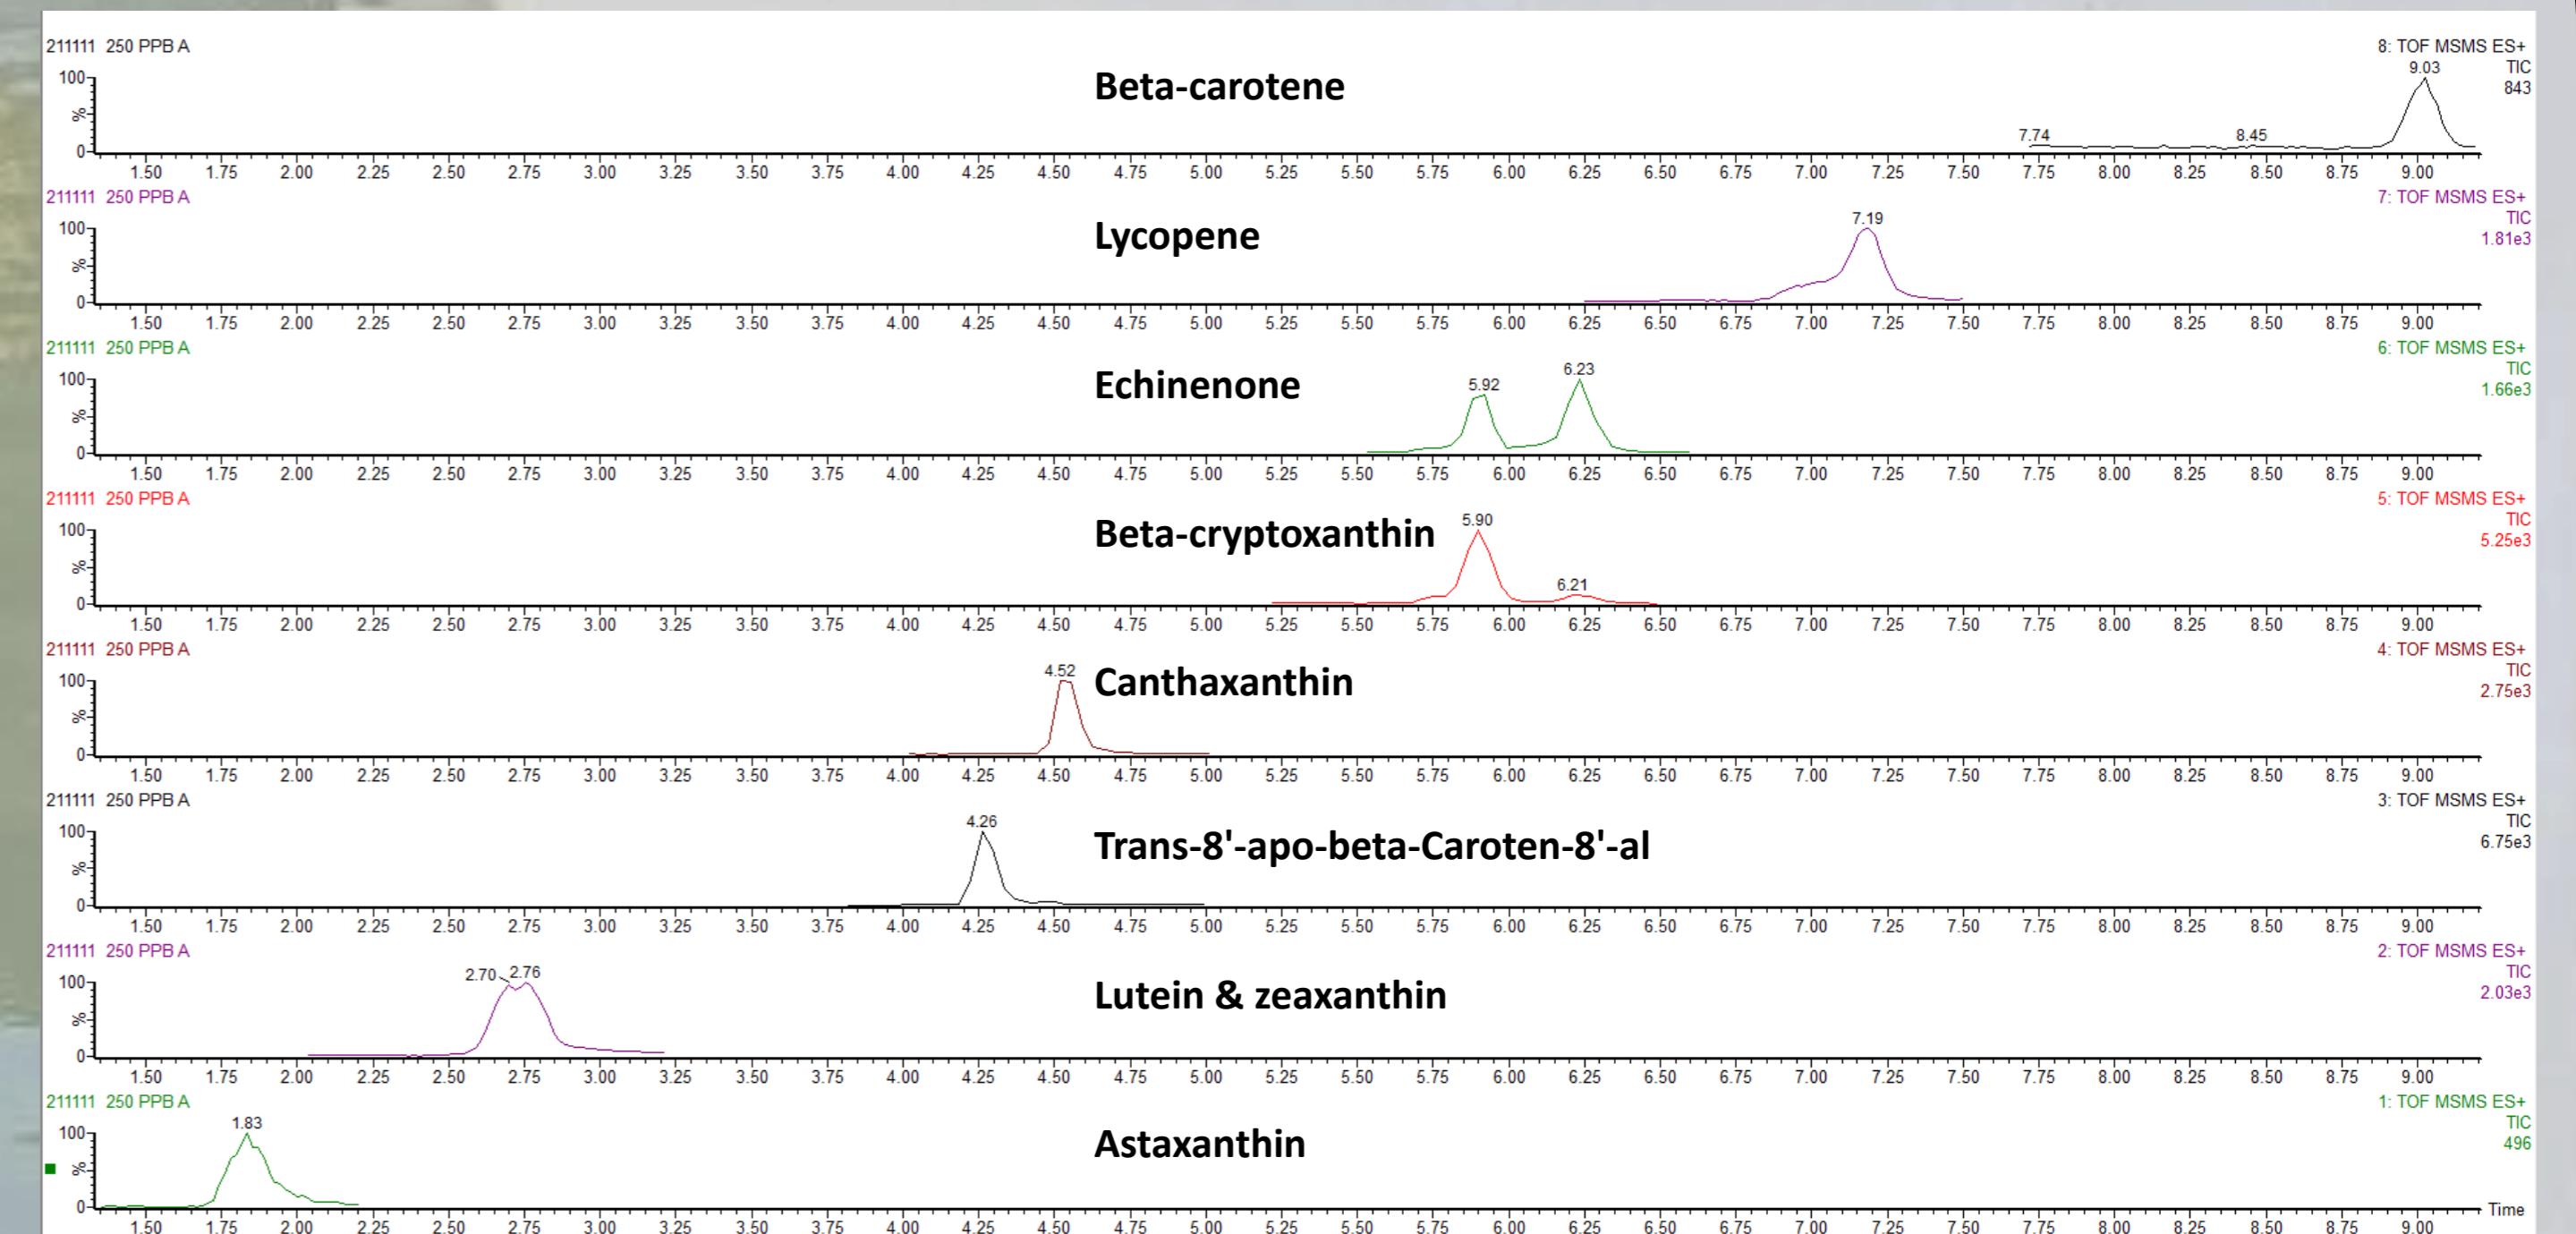 211111 250 PPB A
8: TOF MSMS ES+
TIC
843
Beta-carotene
9.03
7.74
8.45
100
%
0
1.50 1.75 2.00 2.25 2.50 2.75 3.00 3.25 3.50 3.75 4.00 4.25 4.50 4.75 5.00 5.25 5.50 5.75 6.00 6.25 6.50 6.75 7.00 7.25 7.50 7.75 8.00 8.25 8.50 8.75 9.00
211111 250 PPB A
7: TOF MSMS ES+
TIC
1.81e3
Lycopene
7.19
100
%
0
1.50 1.75 2.00 2.25 2.50 2.75 3.00 3.25 3.50 3.75 4.00 4.25 4.50 4.75 5.00 5.25 5.50 5.75 6.00 6.25 6.50 6.75 7.00 7.25 7.50 7.75 8.00 8.25 8.50 8.75 9.00
211111 250 PPB A
6: TOF MSMS ES+
TIC
1.66e3
Echinenone
5.92
6.23
100
%
0
1.50 1.75 2.00 2.25 2.50 2.75 3.00 3.25 3.50 3.75 4.00 4.25 4.50 4.75 5.00 5.25 5.50 5.75 6.00 6.25 6.50 6.75 7.00 7.25 7.50 7.75 8.00 8.25 8.50 8.75 9.00
211111 250 PPB A
5: TOF MSMS ES+
TIC
5.25e3
Beta-cryptoxanthin
5.90
6.21
100
%
0
1.50 1.75 2.00 2.25 2.50 2.75 3.00 3.25 3.50 3.75 4.00 4.25 4.50 4.75 5.00 5.25 5.50 5.75 6.00 6.25 6.50 6.75 7.00 7.25 7.50 7.75 8.00 8.25 8.50 8.75 9.00
211111 250 PPB A
4: TOF MSMS ES+
TIC
2.75e3
4.52
Canthaxanthin
100
%
0
1.50 1.75 2.00 2.25 2.50 2.75 3.00 3.25 3.50 3.75 4.00 4.25 4.50 4.75 5.00 5.25 5.50 5.75 6.00 6.25 6.50 6.75 7.00 7.25 7.50 7.75 8.00 8.25 8.50 8.75 9.00
211111 250 PPB A
3: TOF MSMS ES+
TIC
6.75e3
4.26
Trans-8'-apo-beta-Caroten-8'-al
100
%
0
1.50 1.75 2.00 2.25 2.50 2.75 3.00 3.25 3.50 3.75 4.00 4.25 4.50 4.75 5.00 5.25 5.50 5.75 6.00 6.25 6.50 6.75 7.00 7.25 7.50 7.75 8.00 8.25 8.50 8.75 9.00
211111 250 PPB A
2: TOF MSMS ES+
TIC
2.03e3
2.70 2.76
Lutein & zeaxanthin
100
%
0
1.50 1.75 2.00 2.25 2.50 2.75 3.00 3.25 3.50 3.75 4.00 4.25 4.50 4.75 5.00 5.25 5.50 5.75 6.00 6.25 6.50 6.75 7.00 7.25 7.50 7.75 8.00 8.25 8.50 8.75 9.00
211111 250 PPB A
1: TOF MSMS ES+
TIC
496
1.83
Astaxanthin
100
%
0
Time
1.50 1.75 2.00 2.25 2.50 2.75 3.00 3.25 3.50 3.75 4.00 4.25 4.50 4.75 5.00 5.25 5.50 5.75 6.00 6.25 6.50 6.75 7.00 7.25 7.50 7.75 8.00 8.25 8.50 8.75 9.00